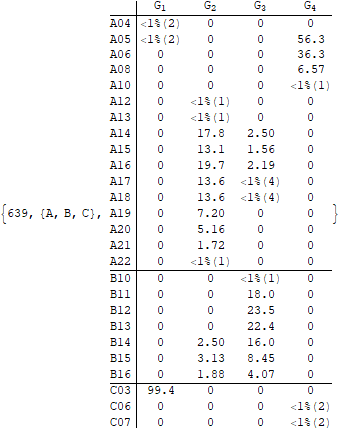 G1 G2 G3 G4
A04 <1%(2) 0 0 0
A05 <1%(2) 0 0 56.3
A06 0 0 0 36.3
A08 0 0 0 6.57
A10 0 0 0 <1%(1)
A12 0 <1%(1) 0 0
A13 0 <1%(1) 0 0
A14 0 17.8 2.50 0
A15 0 13.1 1.56 0
A16 0 19.7 2.19 0
A17 0 13.6 <1%(4) 0
A18 0 13.6 <1%(4) 0
{639, {A, B, C}, A19 0 7.20 0 0 }
A20 0 5.16 0 0
A21 0 1.72 0 0
A22 0 <1%(1) 0 0
B10 0 0 <1%(1) 0
B11 0 0 18.0 0
B12 0 0 23.5 0
B13 0 0 22.4 0
B14 0 2.50 16.0 0
B15 0 3.13 8.45 0
B16 0 1.88 4.07 0
C03 99.4 0 0 0
C06 0 0 0 <1%(2)
C07 0 0 0 <1%(2)